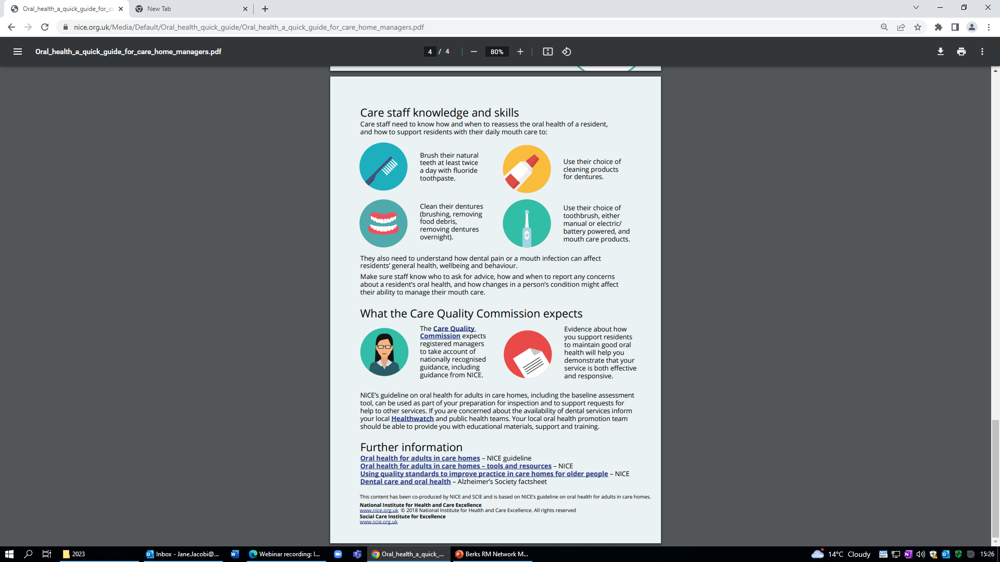 Oral_health_a_quick_guide_for_ca
New Tab
nice.org.uk/Media/Default/Oral_health_quick_guide/Oral_health_a_quick_guide_for_care_home_managers.pdf
Oral_health_a_quick_guide_for_care_home_managers.pdf
4 / 4
80%
Care staff knowledge and skills
Care staff need to know how and when to reassess the oral health of a resident,
and how to support residents with their daily mouth care to:
Brush their natural
teeth at least twice
a day with fluoride
toothpaste.
Use their choice of
cleaning products
for dentures.
Clean their dentures
(brushing, removing
food debris,
removing dentures
overnight).
Use their choice of
toothbrush, either
manual or electric/
battery powered, and
mouth care products.
They also need to understand how dental pain or a mouth infection can affect
residents’ general health, wellbeing and behaviour.
Make sure staff know who to ask for advice, how and when to report any concerns
about a resident’s oral health, and how changes in a person’s condition might affect
their ability to manage their mouth care.
What the Care Quality Commission expects
The Care Quality
Commission expects
registered managers
to take account of
nationally recognised
guidance, including
guidance from NICE.
Evidence about how
you support residents
to maintain good oral
health will help you
demonstrate that your
service is both effective
and responsive.
NICE’s guideline on oral health for adults in care homes, including the baseline assessment
tool, can be used as part of your preparation for inspection and to support requests for
help to other services. If you are concerned about the availability of dental services inform
your local Healthwatch and public health teams. Your local oral health promotion team
should be able to provide you with educational materials, support and training.
Further information
Oral health for adults in care homes – NICE guideline
Oral health for adults in care homes – tools and resources – NICE
Using quality standards to improve practice in care homes for older people – NICE
Dental care and oral health – Alzheimer’s Society factsheet
This content has been co-produced by NICE and SCIE and is based on NICE’s guideline on oral health for adults in care homes.
National Institute for Health and Care Excellence
www.nice.org.uk © 2018 National Institute for Health and Care Excellence. All rights reserved
Social Care Institute for Excellence
www.scie.org.uk
2023
Inbox - JaneJacobi@...
Webinar recording: I...
Oral_health_a_quick_...
Berks RM Network M...
14°C Cloudy
15:26